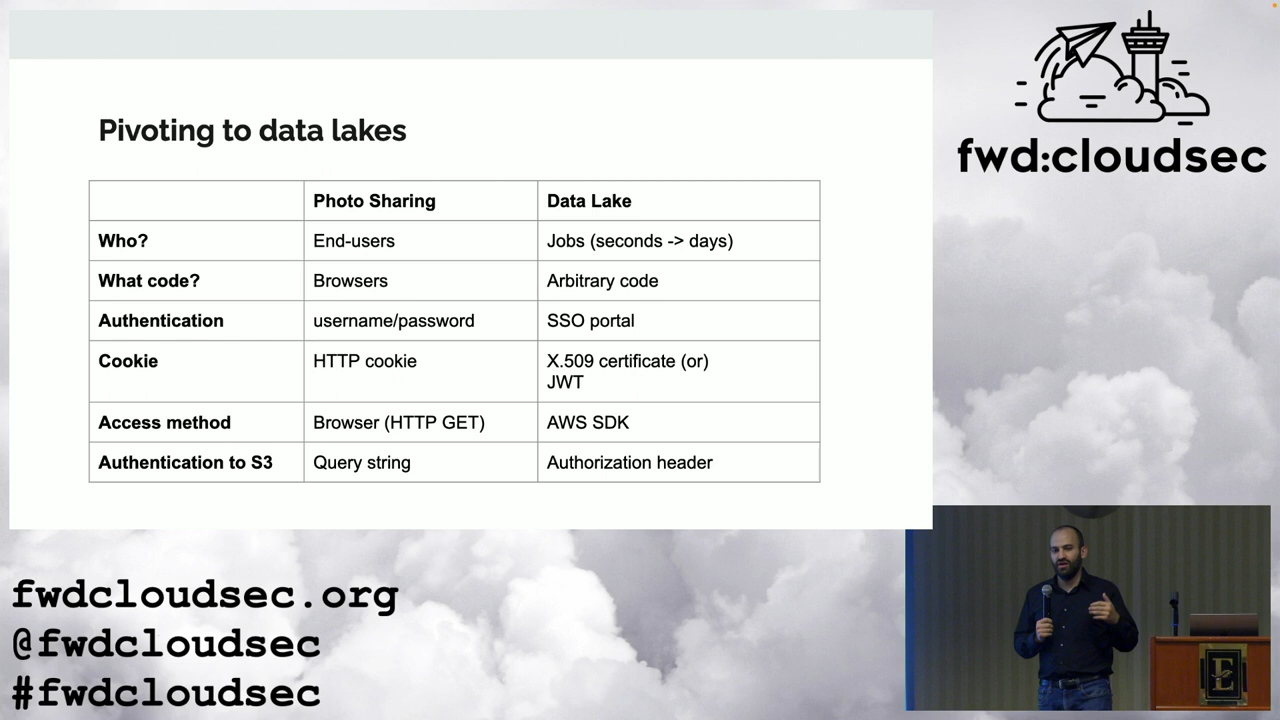 Pivoting to data lakes
Photo Sharing Data Lake
Who? End-users Jobs (seconds -> days)
What code? Browsers Arbitrary code
Authentication username/password SSO portal
Cookie HTTP cookie X.509 certificate (or)
JWT
Access method Browser (HTTP GET) AWS SDK
Authentication to S3 Query string Authorization header
fwd:cloudsec
fwdcloudsec.org
@fwdcloudsec
#fwdcloudsec
E